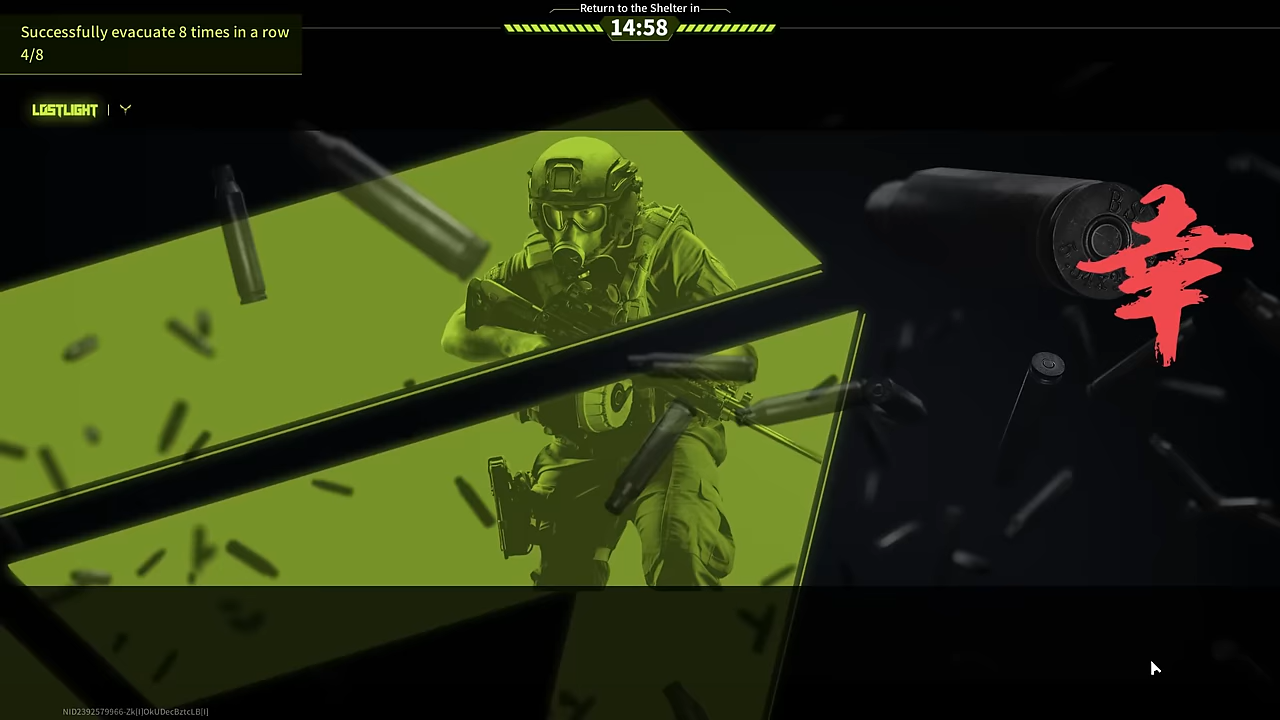 Return to the Shelter in
14:58
Successfully evacuate 8 times in a row
4/8
LOSTLIGHT
幸